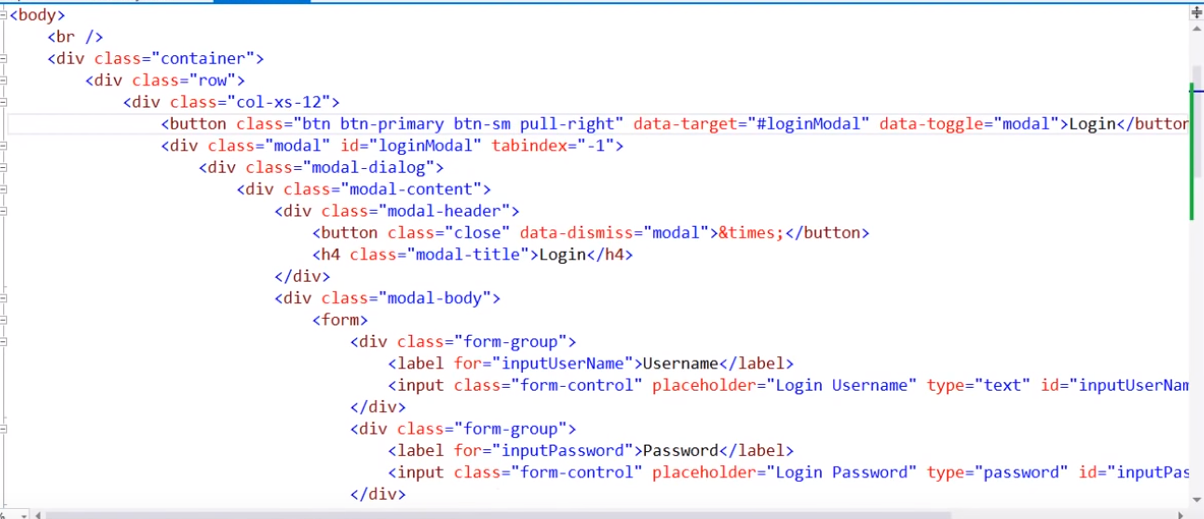 <body>
<br />
<div class="container">
<div class="row">
<div class="col-xs-12">
<button class="btn btn-primary btn-sm pull-right" data-target="#loginModal" data-toggle="modal">Login</button
<div class="modal" id="loginModal" tabindex="-1">
<div class="modal-dialog">
<div class="modal-content">
<div class="modal-header">
<button class="close" data-dismiss="modal">&times;</button>
<h4 class="modal-title">Login</h4>
</div>
<div class="modal-body">
<form>
<div class="form-group">
<label for="inputUserName">Username</label>
<input class="form-control" placeholder="Login Username" type="text" id="inputUserNam
</div>
<div class="form-group">
<label for="inputPassword">Password</label>
<input class="form-control" placeholder="Login Password" type="password" id="inputPas
</div>